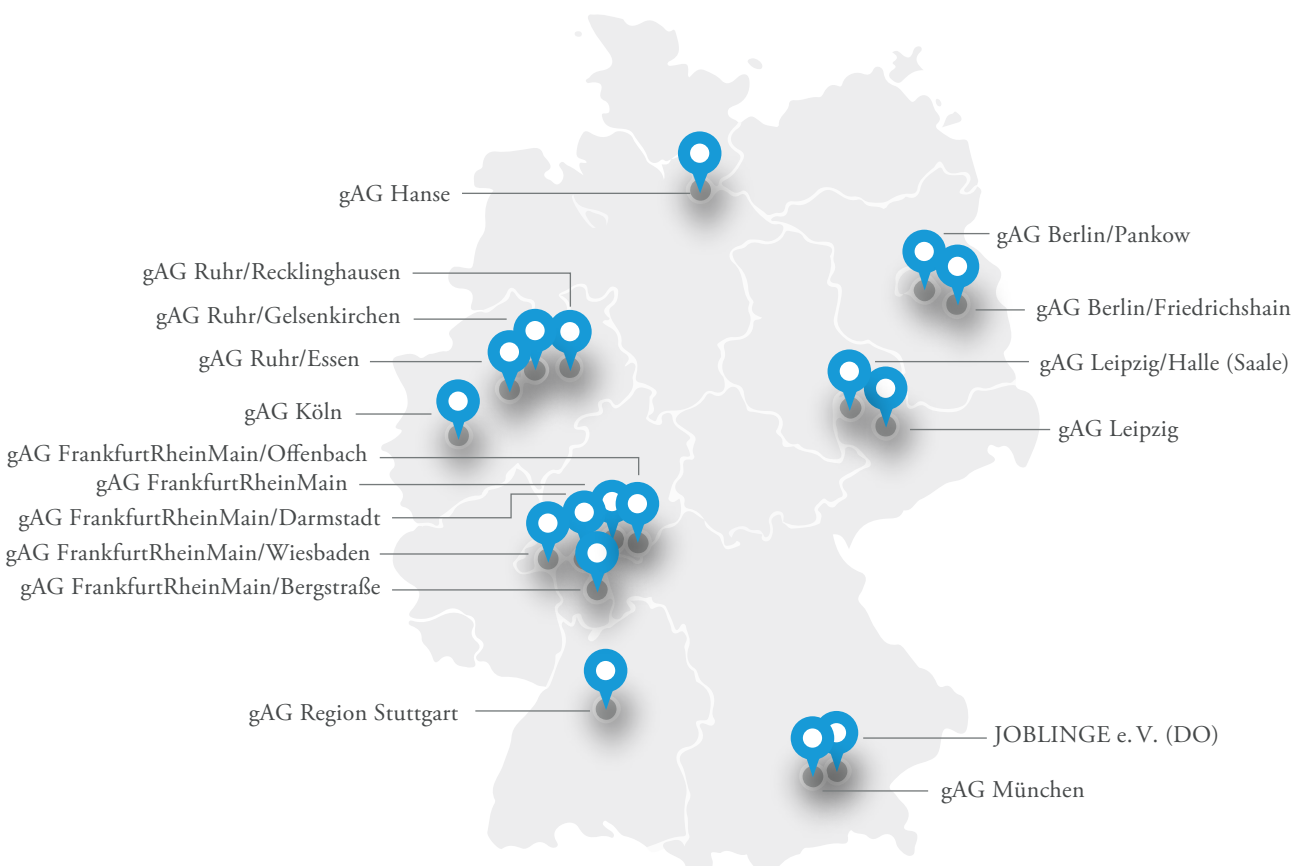 gAG Hanse
gAG Berlin/Pankow
gAG Ruhr/Recklinghausen
gAG Berlin/Friedrichshain
gAG Ruhr/Gelsenkirchen
gAG Ruhr/Essen
gAG Leipzig/Halle (Saale)
gAG Köln
gAG Leipzig
gAG FrankfurtRheinMain/Offenbach
gAG FrankfurtRheinMain
gAG FrankfurtRheinMain/Darmstadt
gAG FrankfurtRheinMain/Wiesbaden
gAG FrankfurtRheinMain/Bergstraße
gAG Region Stuttgart
JOBLINGE e. V. (DO)
gAG München